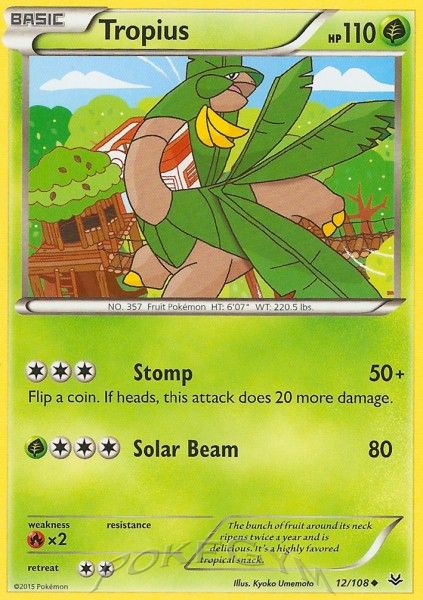 BASIC
Tropius
HP 110
NO. 357 Fruit Pokémon HT: 6'07" WT: 220.5 lbs.
Stomp 50+
Flip a coin. If heads, this attack does 20 more damage.
Solar Beam 80
weakness resistance
×2
The bunch of fruit around its neck
ripens twice a year and is
delicious. It's a highly favored
tropical snack.
retreat
©2015 Pokémon
Illus. Kyoko Umemoto
12/108